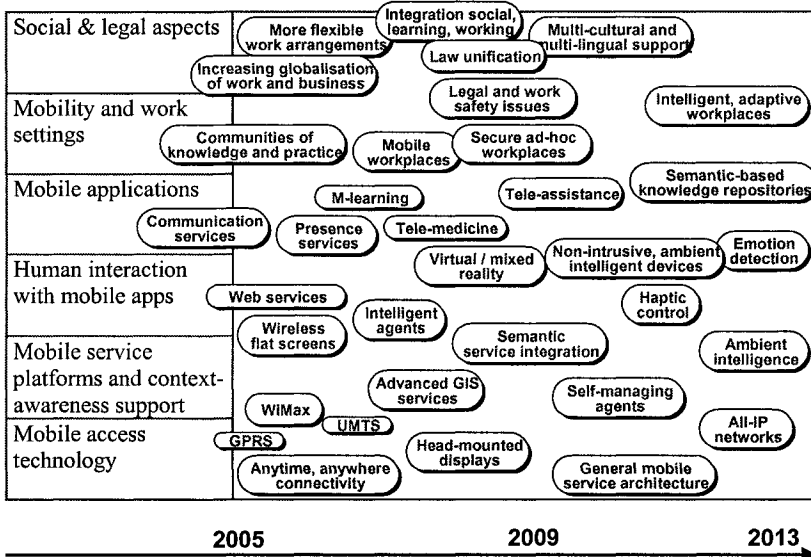 Social & legal aspects
More flexible
work arrangements
Integration social,
learning, working
Multi-cultural and
multi-lingual support
Law unification
Increasing globalisation
of work and business
Legal and work
safety issues
Intelligent, adaptive
workplaces
Mobility and work
settings
Communities of
knowledge and practice
Mobile
workplaces
Secure ad-hoc
workplaces
Semantic-based
knowledge repositories
Mobile applications
M-learning
Tele-assistance
Communication
services
Presence
services
Tele-medicine
Virtual / mixed
reality
Non-intrusive, ambient
intelligent devices
Emotion
detection
Human interaction
with mobile apps
Web services
Intelligent
agents
Haptic
control
Wireless
flat screens
Semantic
service integration
Ambient
intelligence
Mobile service
platforms and context-
awareness support
Advanced GIS
services
Self-managing
agents
WiMax
UMTS
All-IP
networks
Mobile access
technology
GPRS
Head-mounted
displays
Anytime, anywhere
connectivity
General mobile
service architecture
2005
2009
2013